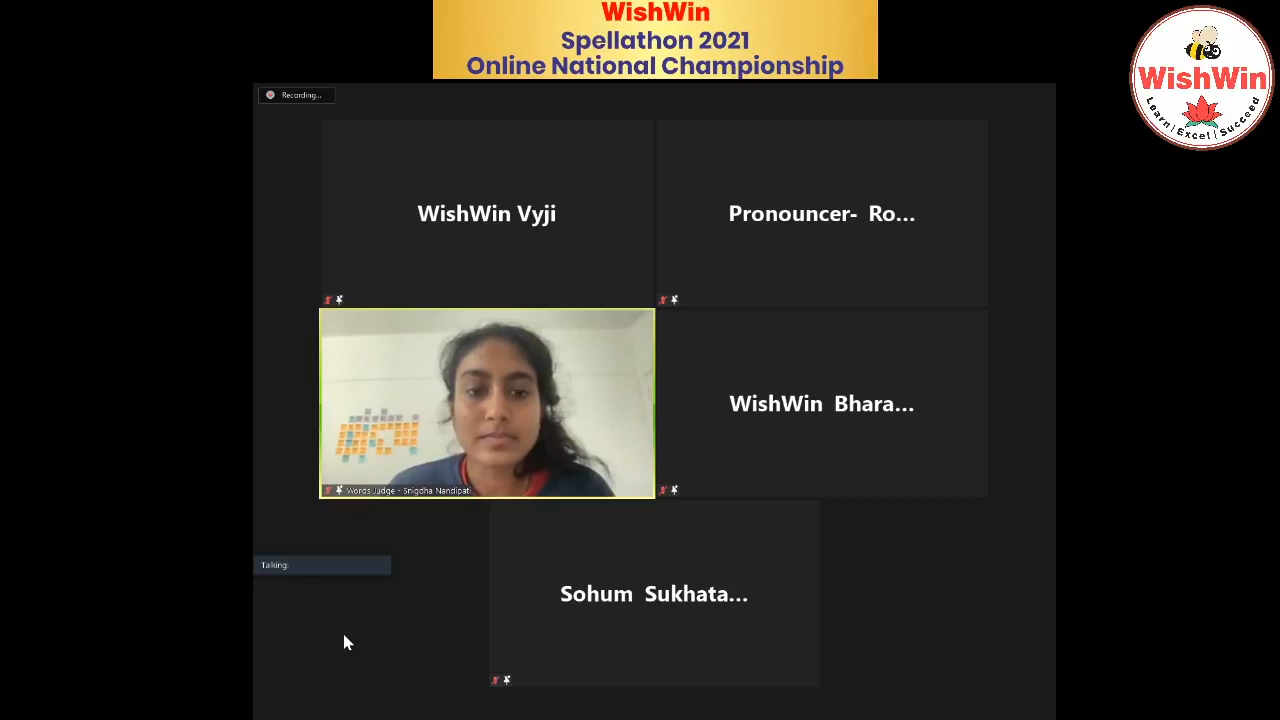 WishWin
Spellathon 2021
Online National Championship
WishWin
Learn | Excel | Succeed
Recording...
WishWin Vyji
Pronouncer- Ro...
Words Judge - Snigdha Nandipati
WishWin Bhara...
Talking:
Sohum Sukhata...